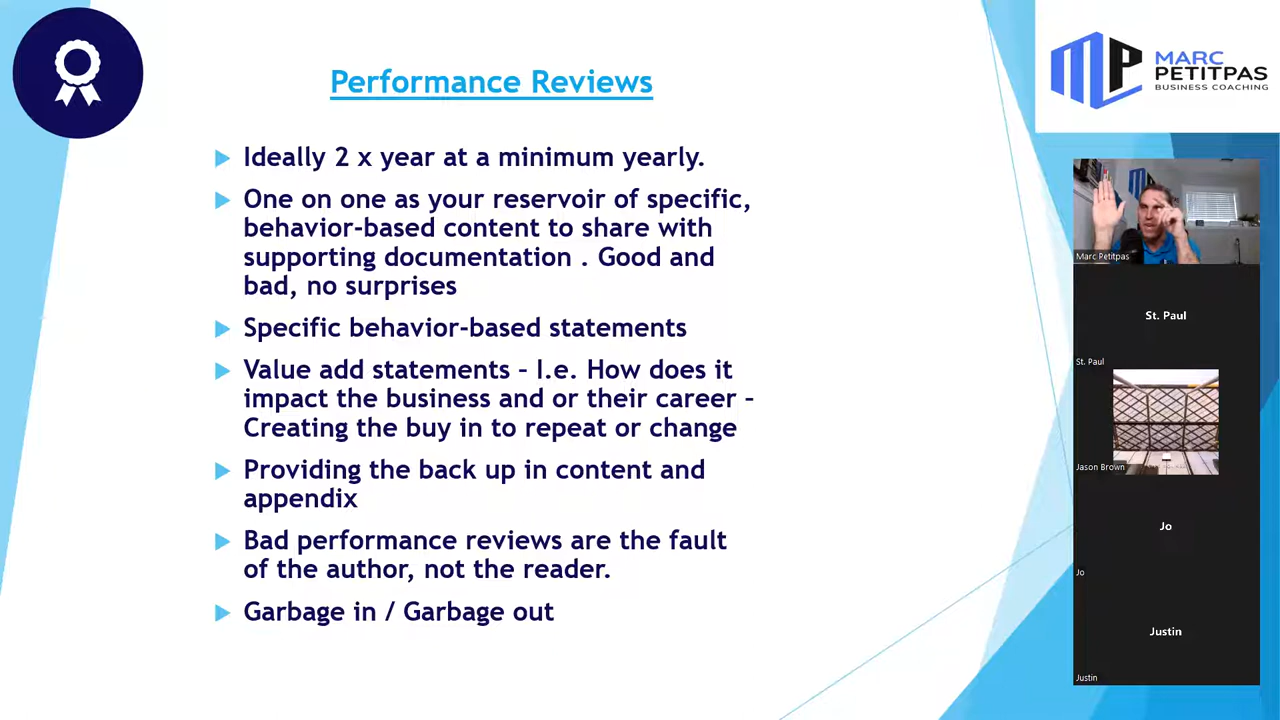 Performance Reviews
Ideally 2 x year at a minimum yearly.
One on one as your reservoir of specific,
behavior-based content to share with
supporting documentation . Good and
bad, no surprises
Specific behavior-based statements
Value add statements – I.e. How does it
impact the business and or their career –
Creating the buy in to repeat or change
Providing the back up in content and
appendix
Bad performance reviews are the fault
of the author, not the reader.
Garbage in / Garbage out
MP
MARC
PETITPAS
BUSINESS COACHING
Marc Petitpas
St. Paul
St. Paul
Jason Brown
Jo
Jo
Justin
Justin